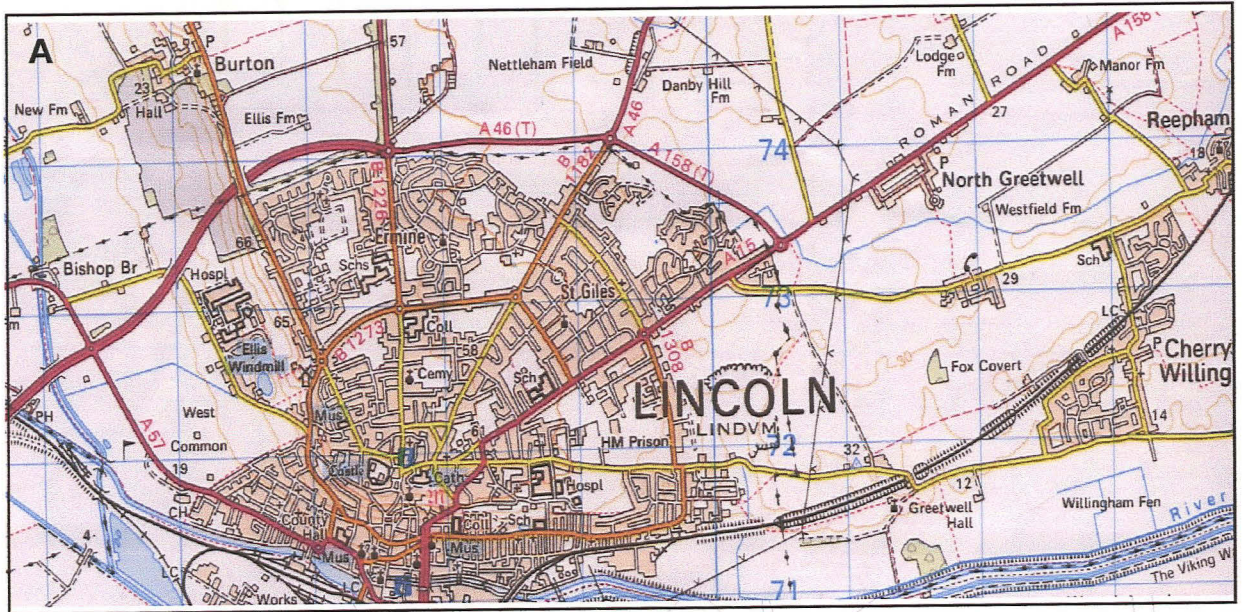 A
P
57
Burton
23
Hall
New Fm
Ellis Fm
Nettleham Field
Danby Hill
Fm
Lodge
Fm
A 158 (T)
Manor Fm
27
ROMAN ROAD
Reepham
18
A 46
A 46 (T)
A 158 (T)
74
B 1182
B 1226
P
North Greetwell
Westfield Fm
66
Ermine
Schs
A 15
Bishop Br
Hospl
Sch
29
St Giles
73
65
B 1273
Coll
LC
B 1308
Ellis
Windmill
58
Cemy
Sch
Fox Covert
P
Cherry
Willing
PH
A 57
West
Common
Mus
LINCOLN
LINDVM
14
61
HM Prison
72
32
19
Castle
Cath
Hospl
12
CH
County
Hall
Coll
Sch
Greetwell
Hall
Willingham Fen
River
4
Mus
Mus
LC
LC
Works
71
The Viking W